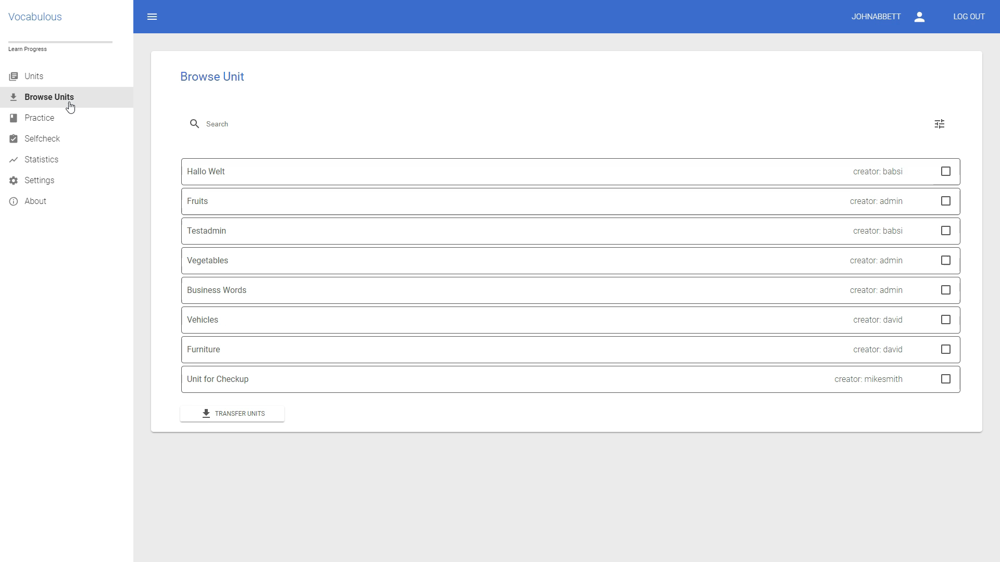 Vocabulous
JOHNABBETT
LOG OUT
Learn Progress
Units
Browse Units
Practice
Selfcheck
Statistics
Settings
About
Browse Unit
Search
Hallo Welt creator: babsi
Fruits creator: admin
Testadmin creator: babsi
Vegetables creator: admin
Business Words creator: admin
Vehicles creator: david
Furniture creator: david
Unit for Checkup creator: mikesmith
TRANSFER UNITS